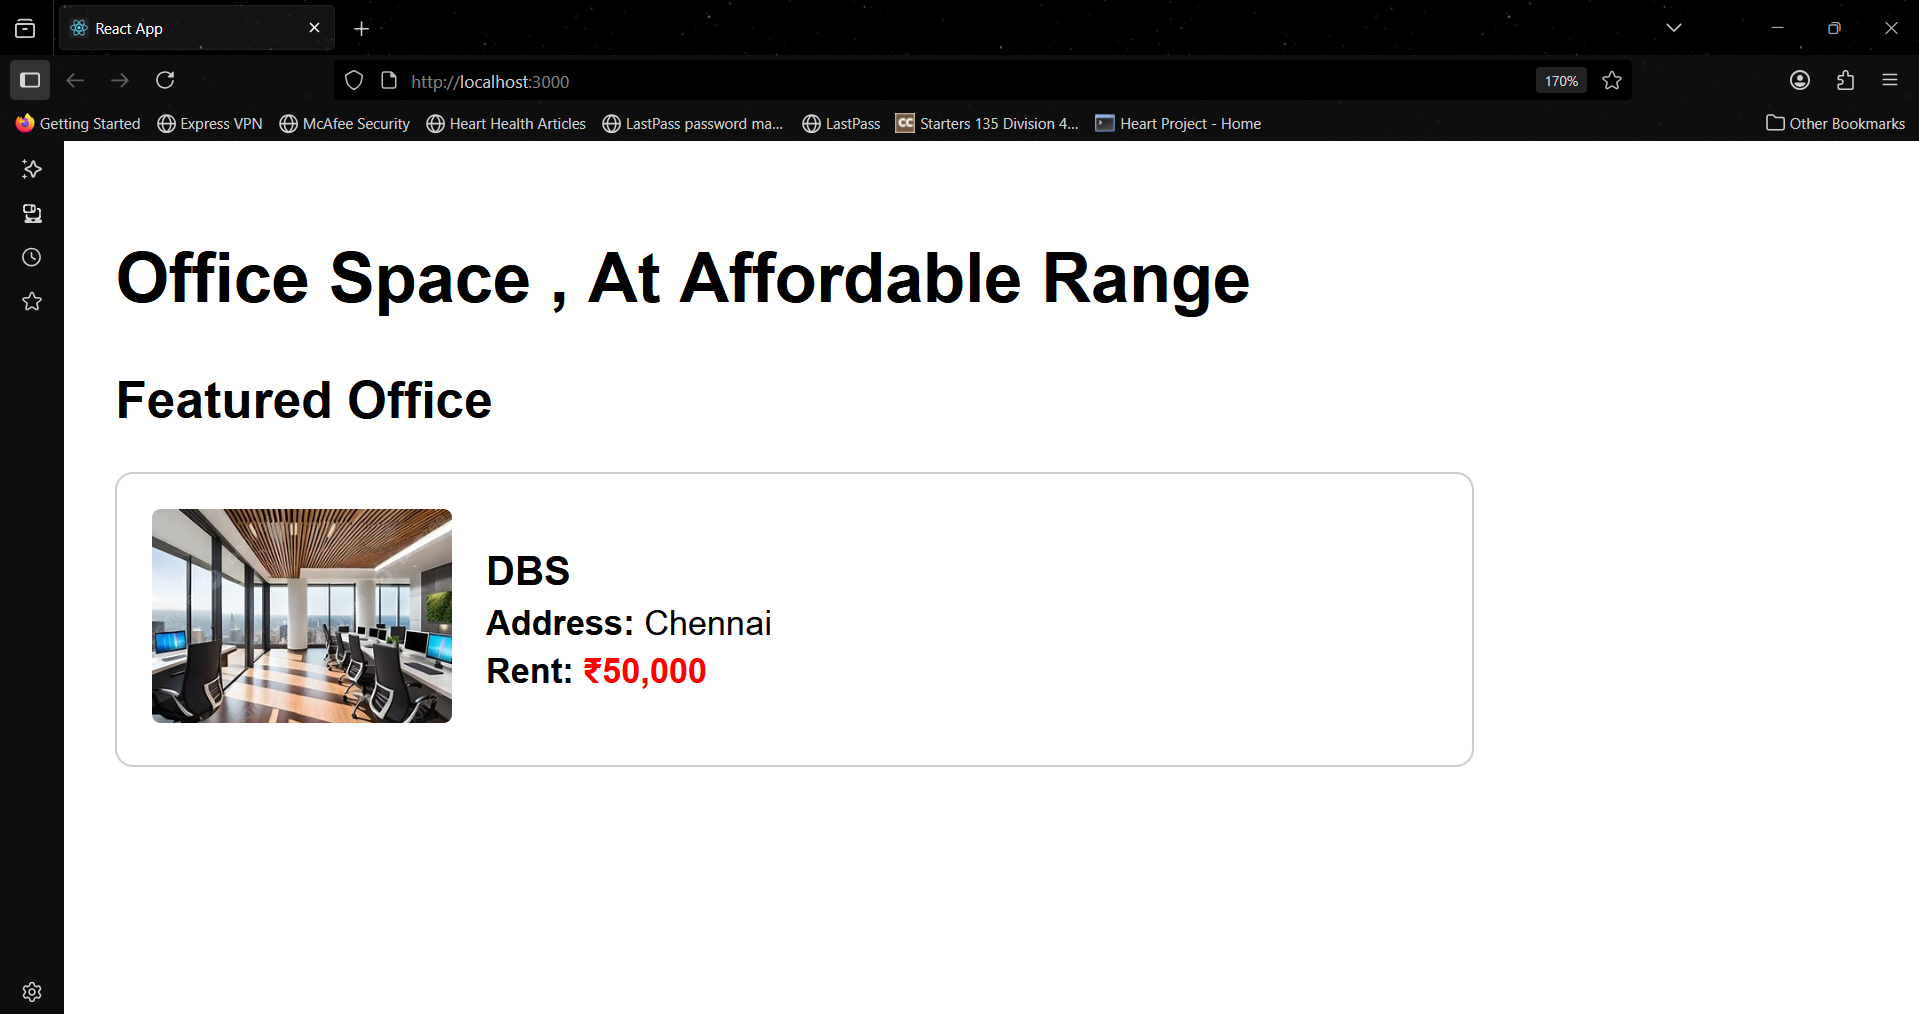 React App
http://localhost:3000
170%
Getting Started
Express VPN
McAfee Security
Heart Health Articles
LastPass password ma...
LastPass
CC
Starters 135 Division 4...
Heart Project - Home
Other Bookmarks
Office Space , At Affordable Range
Featured Office
DBS
Address: Chennai
Rent: ₹50,000